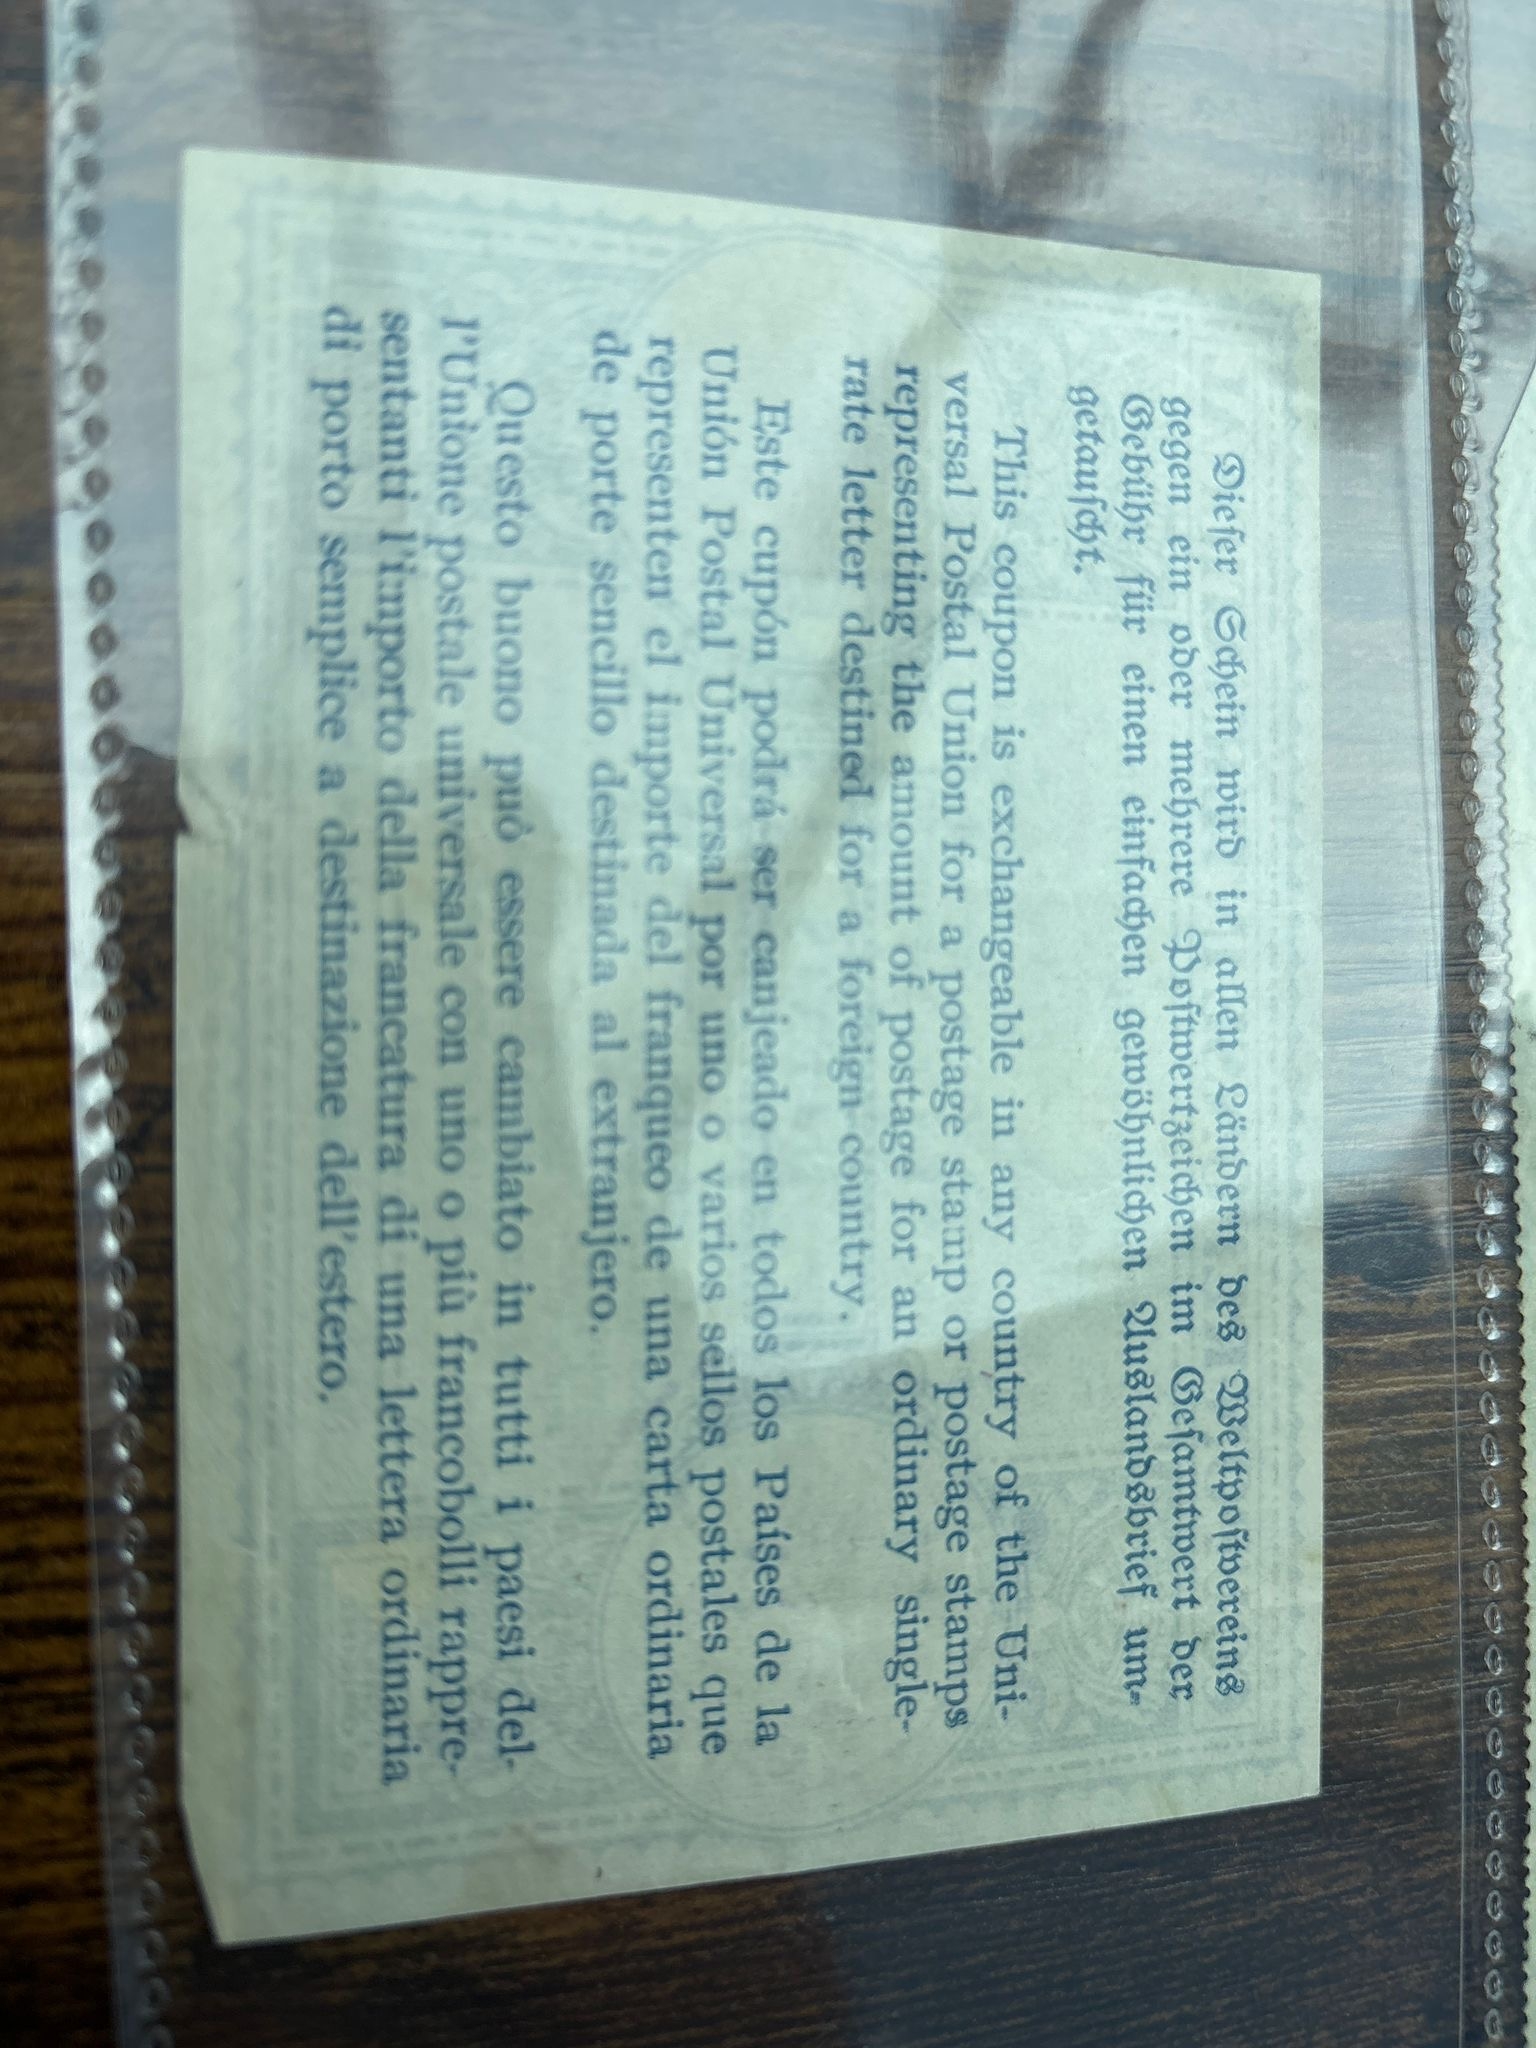 Dieser Schein wird in allen Ländern des Weltpostvereins
gegen ein oder mehrere Postwertzeichen im Gesamtwert der
Gebühr für einen einfachen gewöhnlichen Auslandsbrief um-
getauscht.
This coupon is exchangeable in any country of the Uni-
versal Postal Union for a postage stamp or postage stamps
representing the amount of postage for an ordinary single-
rate letter destined for a foreign country.
Este cupón podrá ser canjeado en todos los Países de la
Unión Postal Universal por uno o varios sellos postales que
representen el importe del franqueo de una carta ordinaria
de porte sencillo destinada al extranjero.
Questo buono può essere cambiato in tutti i paesi del-
l'Unione postale universale con uno o più francobolli rappre-
sentanti l'importo della francatura di una lettera ordinaria
di porto semplice a destinazione dell'estero.